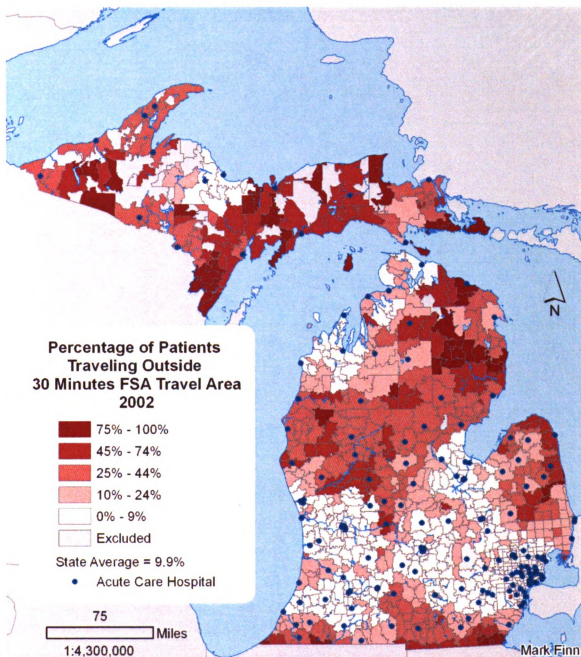 N
Percentage of Patients
Traveling Outside
30 Minutes FSA Travel Area
2002
75% - 100%
45% - 74%
25% - 44%
10% - 24%
0% - 9%
Excluded
State Average = 9.9%
Acute Care Hospital
75
Miles
1:4,300,000
Mark Finn